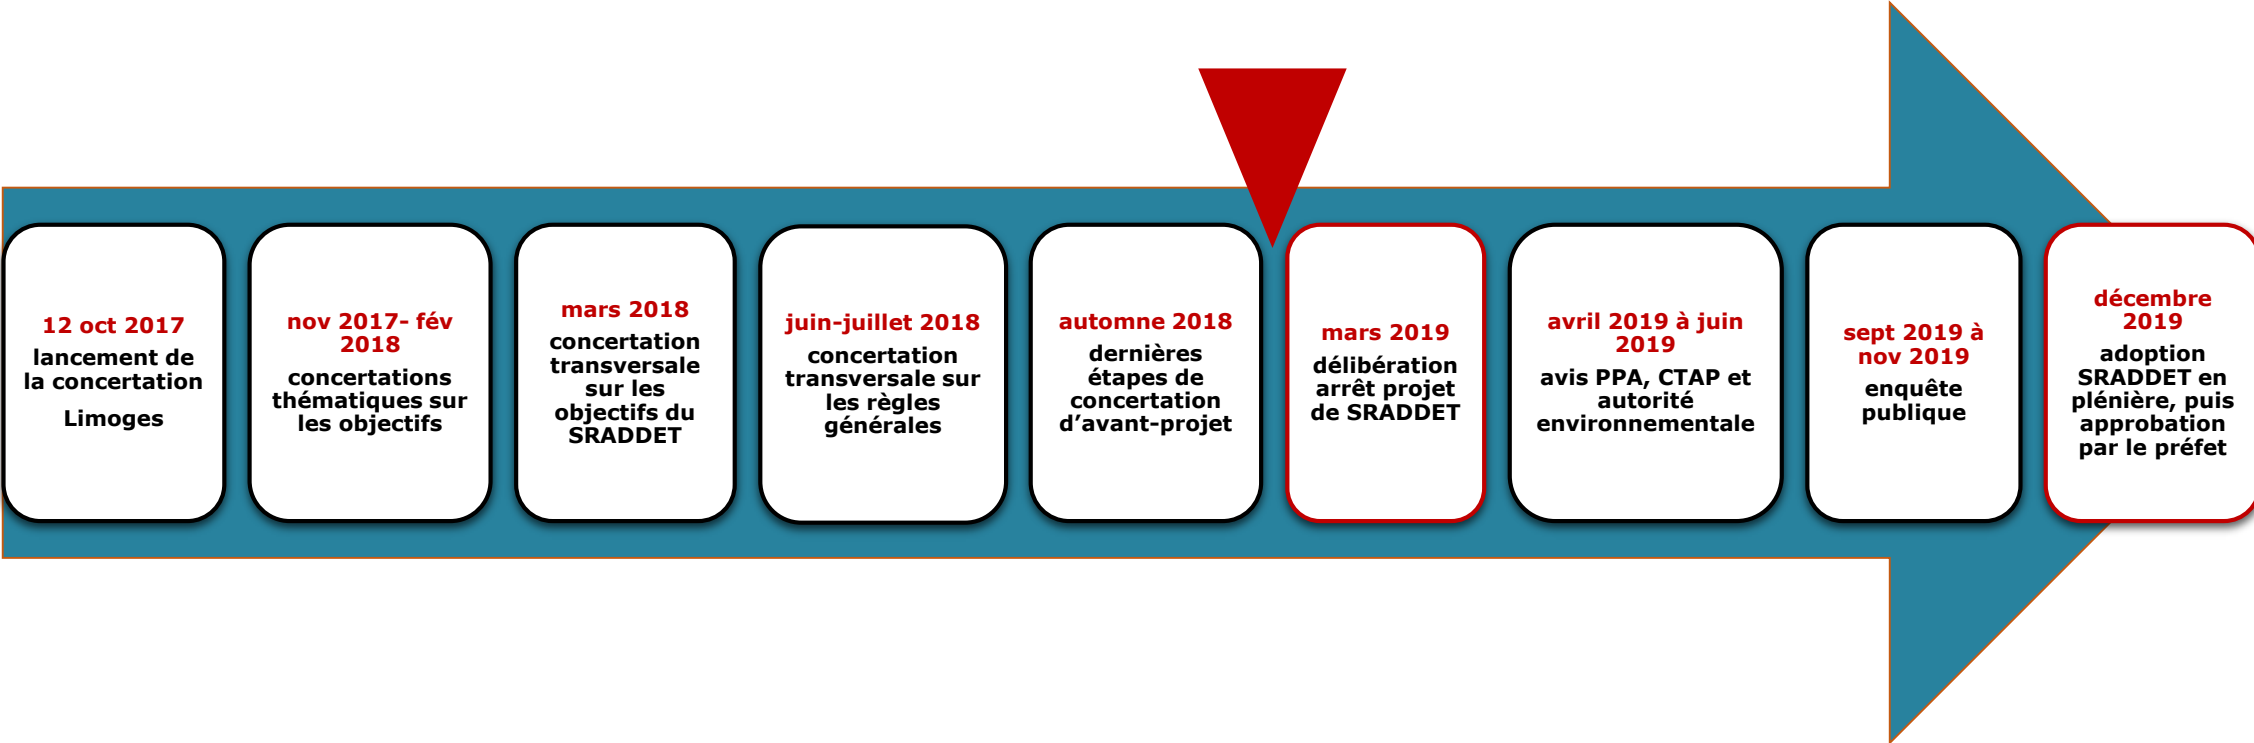 12 oct 2017
lancement de
la concertation
Limoges
nov 2017- fév
2018
concertations
thématiques sur
les objectifs
mars 2018
concertation
transversale
sur les
objectifs du
SRADDET
juin-juillet 2018
concertation
transversale sur
les règles
générales
automne 2018
dernières
étapes de
concertation
d’avant-projet
mars 2019
délibération
arrêt projet
de SRADDET
avril 2019 à juin
2019
avis PPA, CTAP et
autorité
environnementale
sept 2019 à
nov 2019
enquête
publique
décembre
2019
adoption
SRADDET en
plénière, puis
approbation
par le préfet